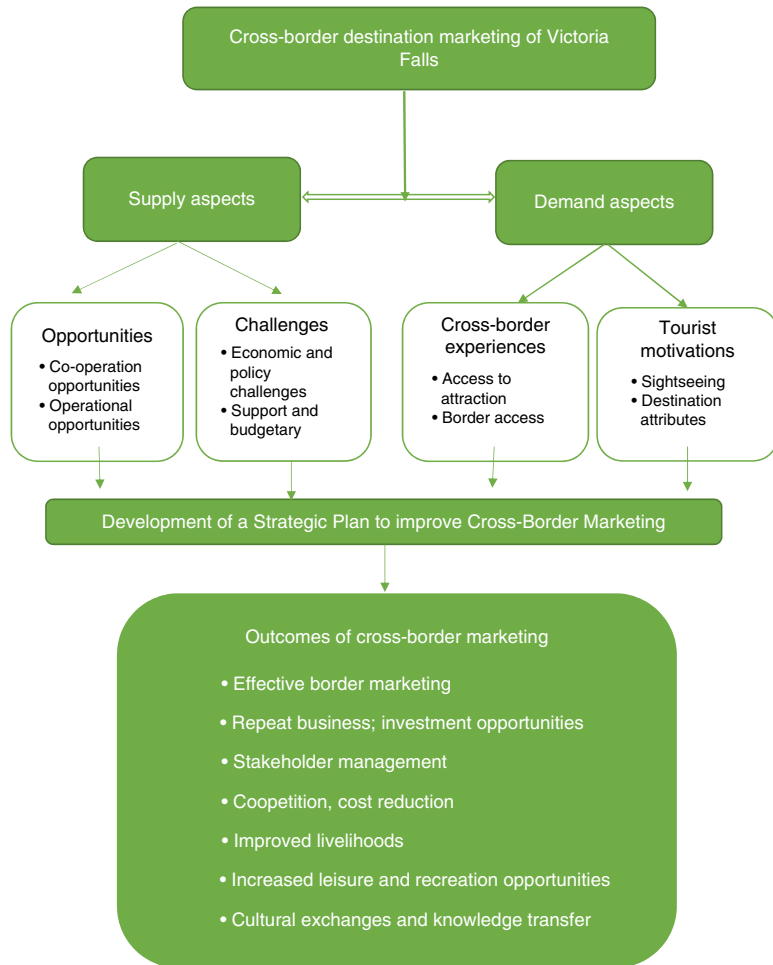 Cross-border destination marketing of Victoria
Falls
Supply aspects
Demand aspects
Opportunities
• Co-operation
opportunities
• Operational
opportunities
Challenges
• Economic and
policy
challenges
• Support and
budgetary
Cross-border
experiences
• Access to
attraction
• Border access
Tourist
motivations
• Sightseeing
• Destination
attributes
Development of a Strategic Plan to improve Cross-Border Marketing
Outcomes of cross-border marketing
• Effective border marketing
• Repeat business; investment opportunities
• Stakeholder management
• Coopetition, cost reduction
• Improved livelihoods
• Increased leisure and recreation opportunities
• Cultural exchanges and knowledge transfer